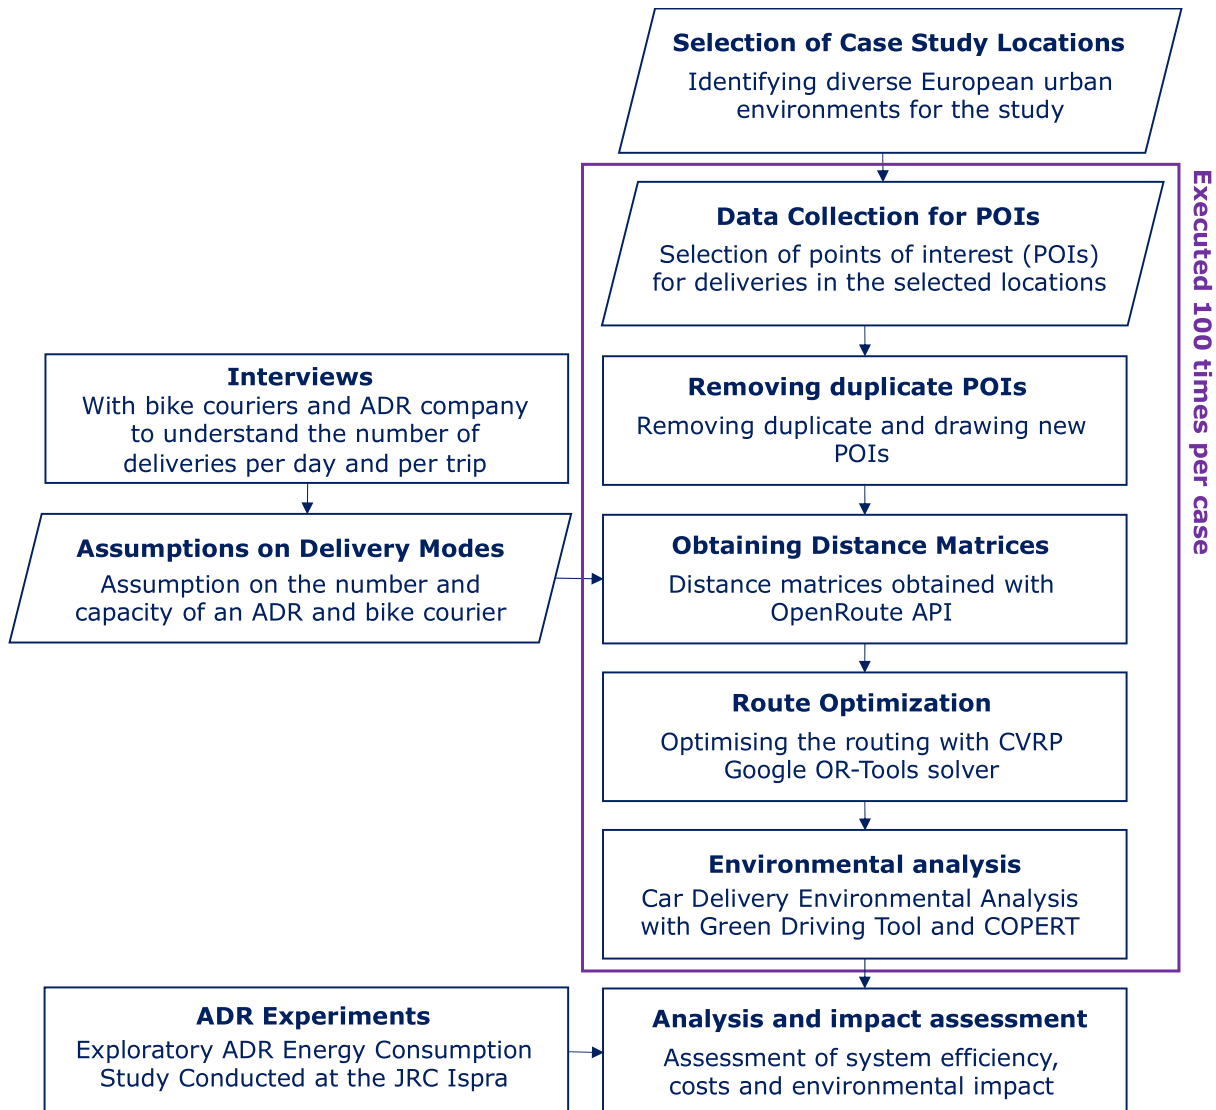 Selection of Case Study Locations
Identifying diverse European urban
environments for the study
Executed 100 times per case
Data Collection for POIs
Selection of points of interest (POIs)
for deliveries in the selected locations
Removing duplicate POIs
Removing duplicate and drawing new
POIs
Interviews
With bike couriers and ADR company
to understand the number of
deliveries per day and per trip
Assumptions on Delivery Modes
Assumption on the number and
capacity of an ADR and bike courier
Obtaining Distance Matrices
Distance matrices obtained with
OpenRoute API
Route Optimization
Optimising the routing with CVRP
Google OR-Tools solver
Environmental analysis
Car Delivery Environmental Analysis
with Green Driving Tool and COPERT
ADR Experiments
Exploratory ADR Energy Consumption
Study Conducted at the JRC Ispra
Analysis and impact assessment
Assessment of system efficiency,
costs and environmental impact